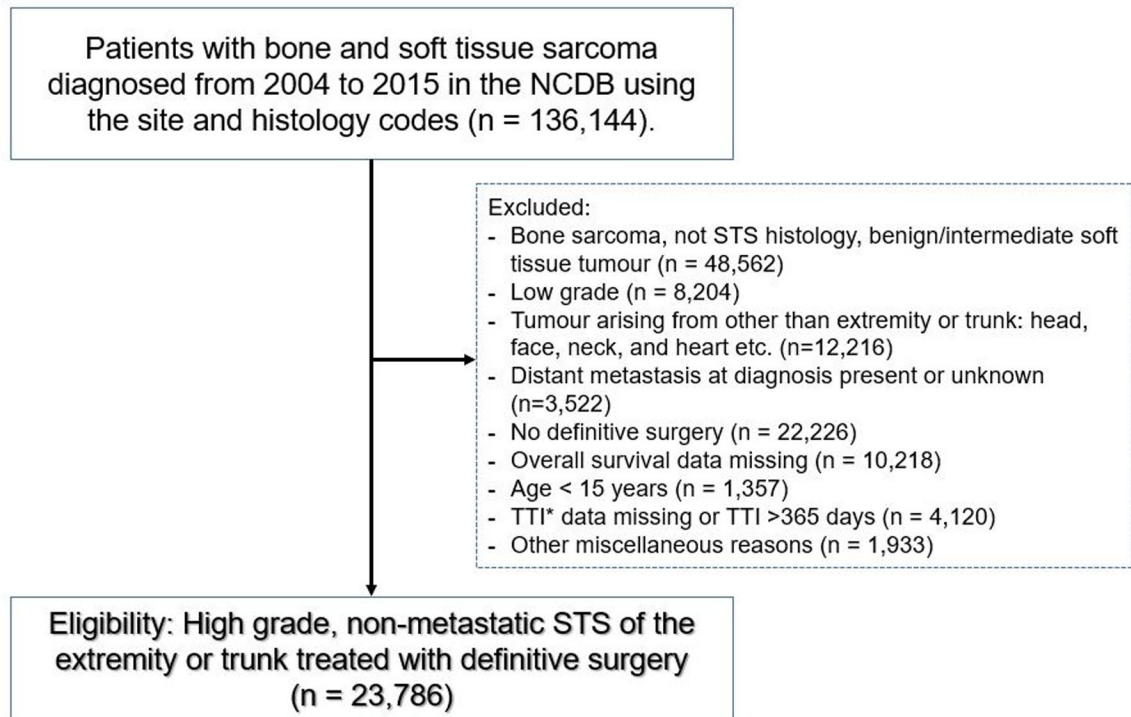 Patients with bone and soft tissue sarcoma
diagnosed from 2004 to 2015 in the NCDB using
the site and histology codes (n = 136,144).
Excluded:
- Bone sarcoma, not STS histology, benign/intermediate soft
tissue tumour (n = 48,562)
- Low grade (n = 8,204)
- Tumour arising from other than extremity or trunk: head,
face, neck, and heart etc. (n=12,216)
- Distant metastasis at diagnosis present or unknown
(n=3,522)
- No definitive surgery (n = 22,226)
- Overall survival data missing (n = 10,218)
- Age < 15 years (n = 1,357)
- TTI* data missing or TTI >365 days (n = 4,120)
- Other miscellaneous reasons (n = 1,933)
Eligibility: High grade, non-metastatic STS of the
extremity or trunk treated with definitive surgery
(n = 23,786)